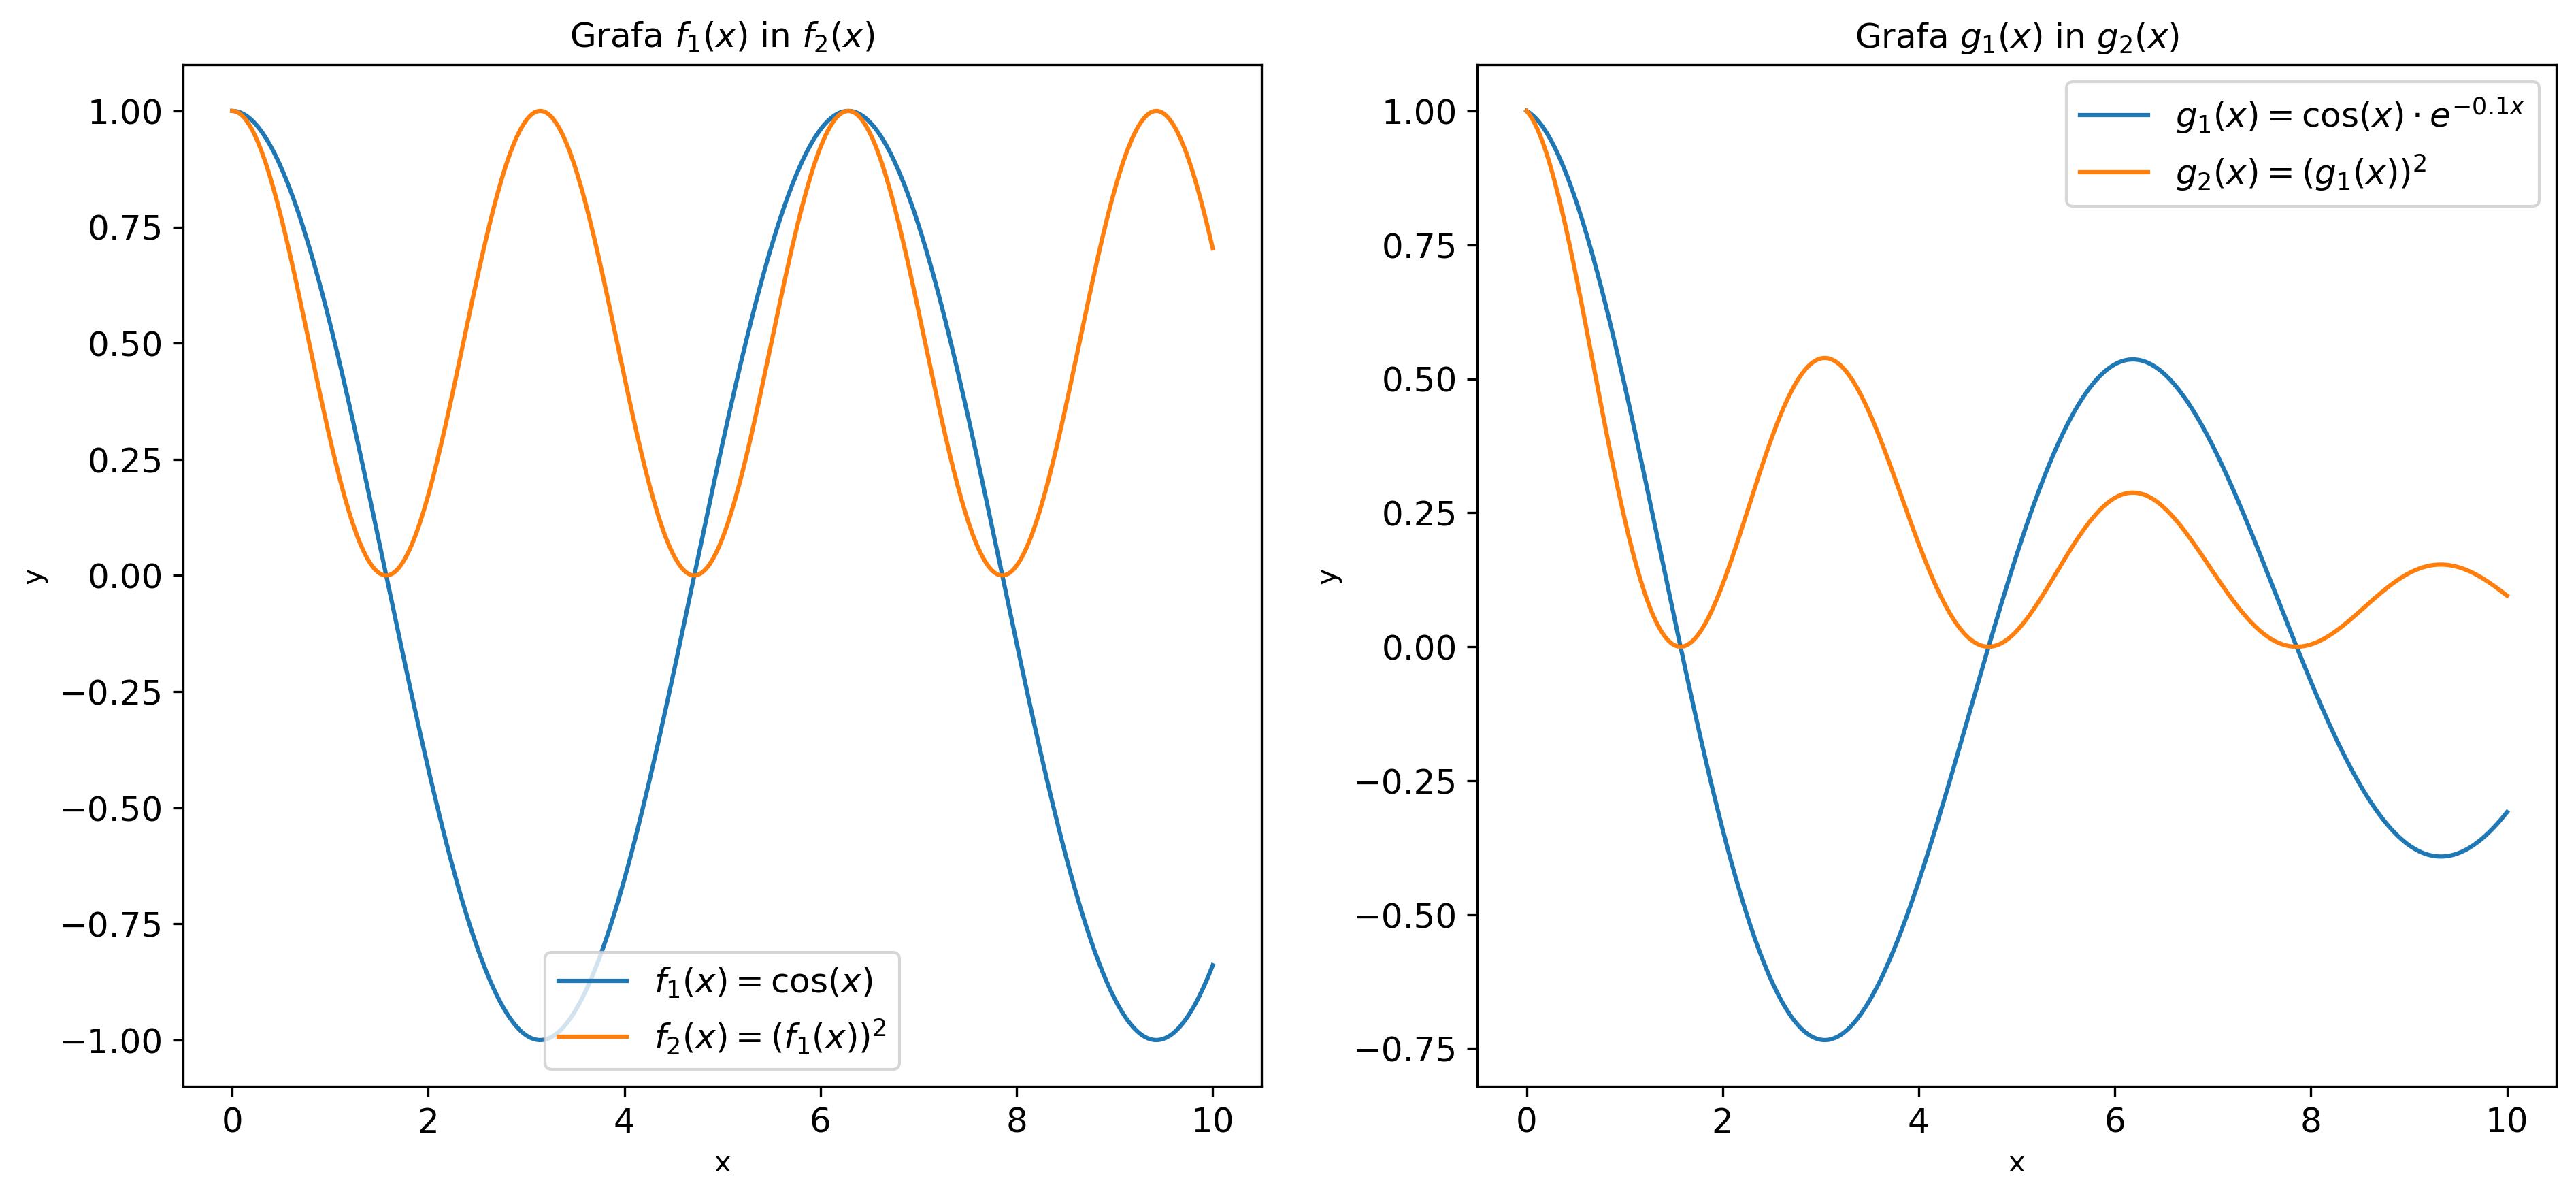 Grafa f₁(x) in f₂(x)
1.00
0.75
0.50
0.25
0.00
−0.25
−0.50
−0.75
−1.00
y
f₁(x) = cos(x)
f₂(x) = (f₁(x))²
0 2 4 6 8 10
x
Grafa g₁(x) in g₂(x)
1.00
0.75
0.50
0.25
0.00
−0.25
−0.50
−0.75
y
g₁(x) = cos(x) · e⁻⁰·¹ˣ
g₂(x) = (g₁(x))²
0 2 4 6 8 10
x